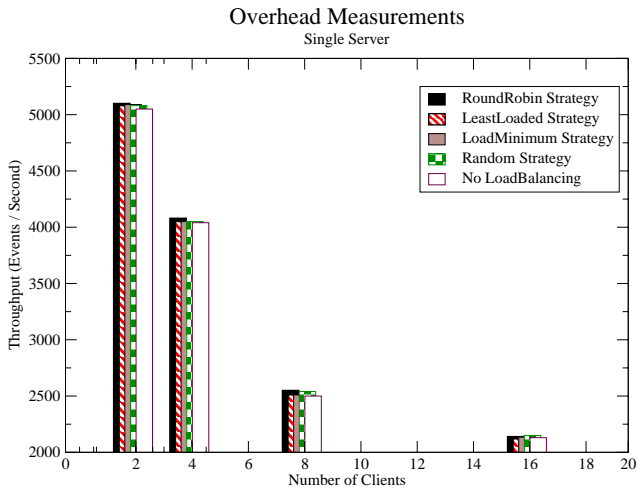 Overhead Measurements
Single Server
5500
5000
4500
4000
3500
3000
2500
2000
Throughput (Events / Second)
RoundRobin Strategy
LeastLoaded Strategy
LoadMinimum Strategy
Random Strategy
No LoadBalancing
0 2 4 6 8 10 12 14 16 18 20
Number of Clients